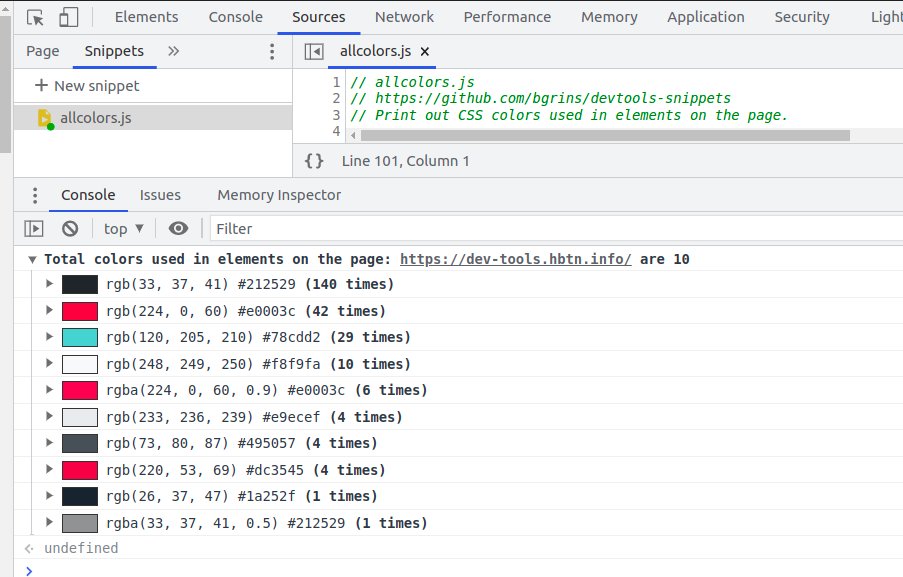 Elements Console Sources Network Performance Memory Application Security Light
Page Snippets »
allcolors.js ×
+ New snippet
allcolors.js
1 // allcolors.js
2 // https://github.com/bgrins/devtools-snippets
3 // Print out CSS colors used in elements on the page.
4
{} Line 101, Column 1
Console Issues Memory Inspector
top ▼ Filter
▼ Total colors used in elements on the page: https://dev-tools.hbtn.info/ are 10
▶ rgb(33, 37, 41) #212529 (140 times)
▶ rgb(224, 0, 60) #e0003c (42 times)
▶ rgb(120, 205, 210) #78cdd2 (29 times)
▶ rgb(248, 249, 250) #f8f9fa (10 times)
▶ rgba(224, 0, 60, 0.9) #e0003c (6 times)
▶ rgb(233, 236, 239) #e9ecef (4 times)
▶ rgb(73, 80, 87) #495057 (4 times)
▶ rgb(220, 53, 69) #dc3545 (4 times)
▶ rgb(26, 37, 47) #1a252f (1 times)
▶ rgba(33, 37, 41, 0.5) #212529 (1 times)
undefined